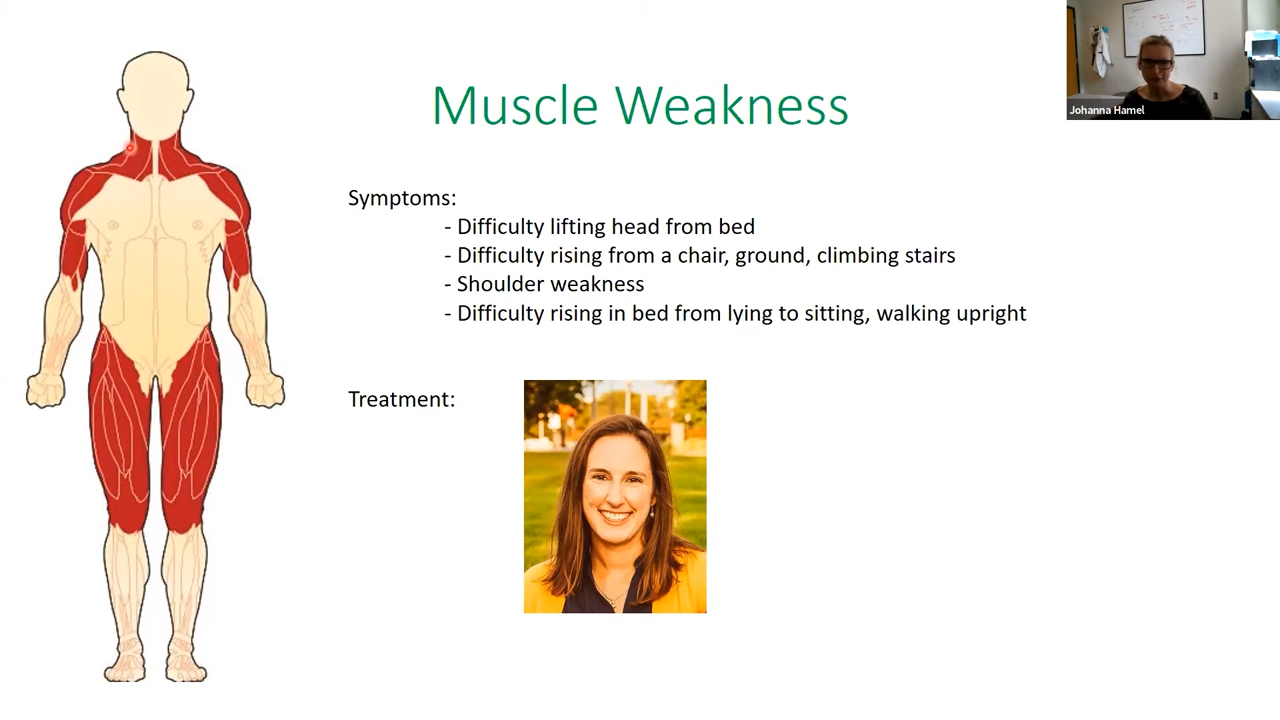 Muscle Weakness
Symptoms:
- Difficulty lifting head from bed
- Difficulty rising from a chair, ground, climbing stairs
- Shoulder weakness
- Difficulty rising in bed from lying to sitting, walking upright
Treatment:
Johanna Hamel